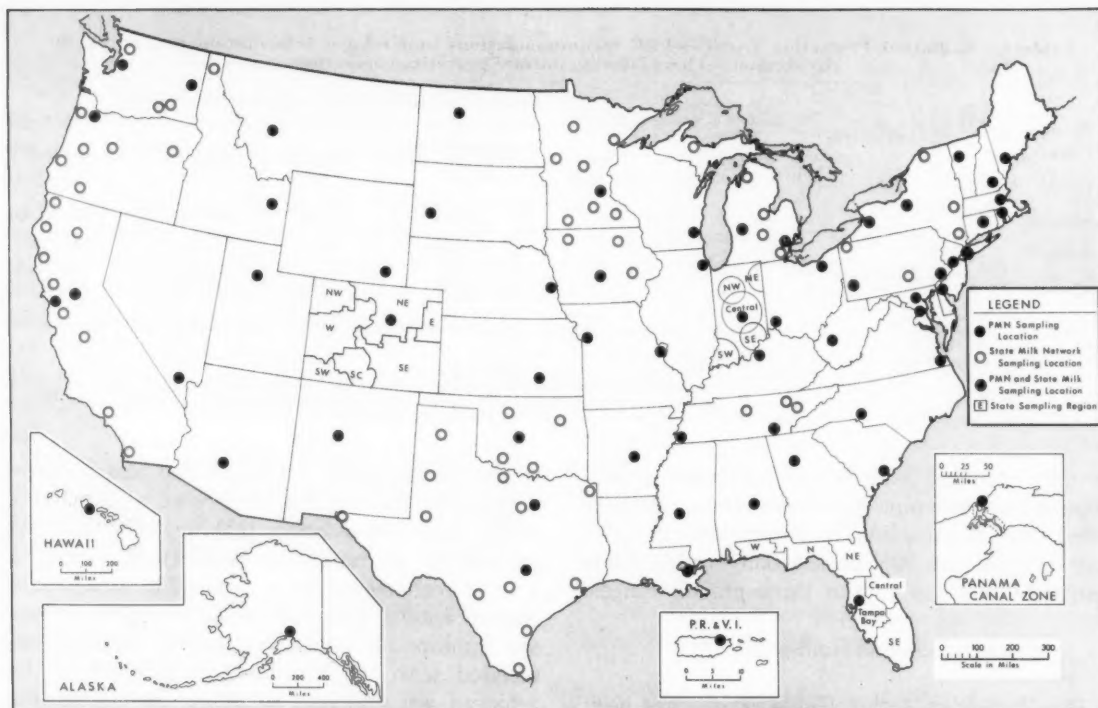 NW
NE
W
E
SW
SC
SE
NW
NE
Central
SE
SW
LEGEND
PMN Sampling
Location
State Milk Network
Sampling Location
PMN and State Milk
Sampling Location
E State Sampling Region
0 25 50
Miles
PANAMA
CANAL ZONE
HAWAII
0 100 200
Miles
ALASKA
0 200 400
Miles
P.R. & V.I.
Miles
W
N
NE
Central
Tampa
Bay
SE
0 100 200 300
Scale in Miles